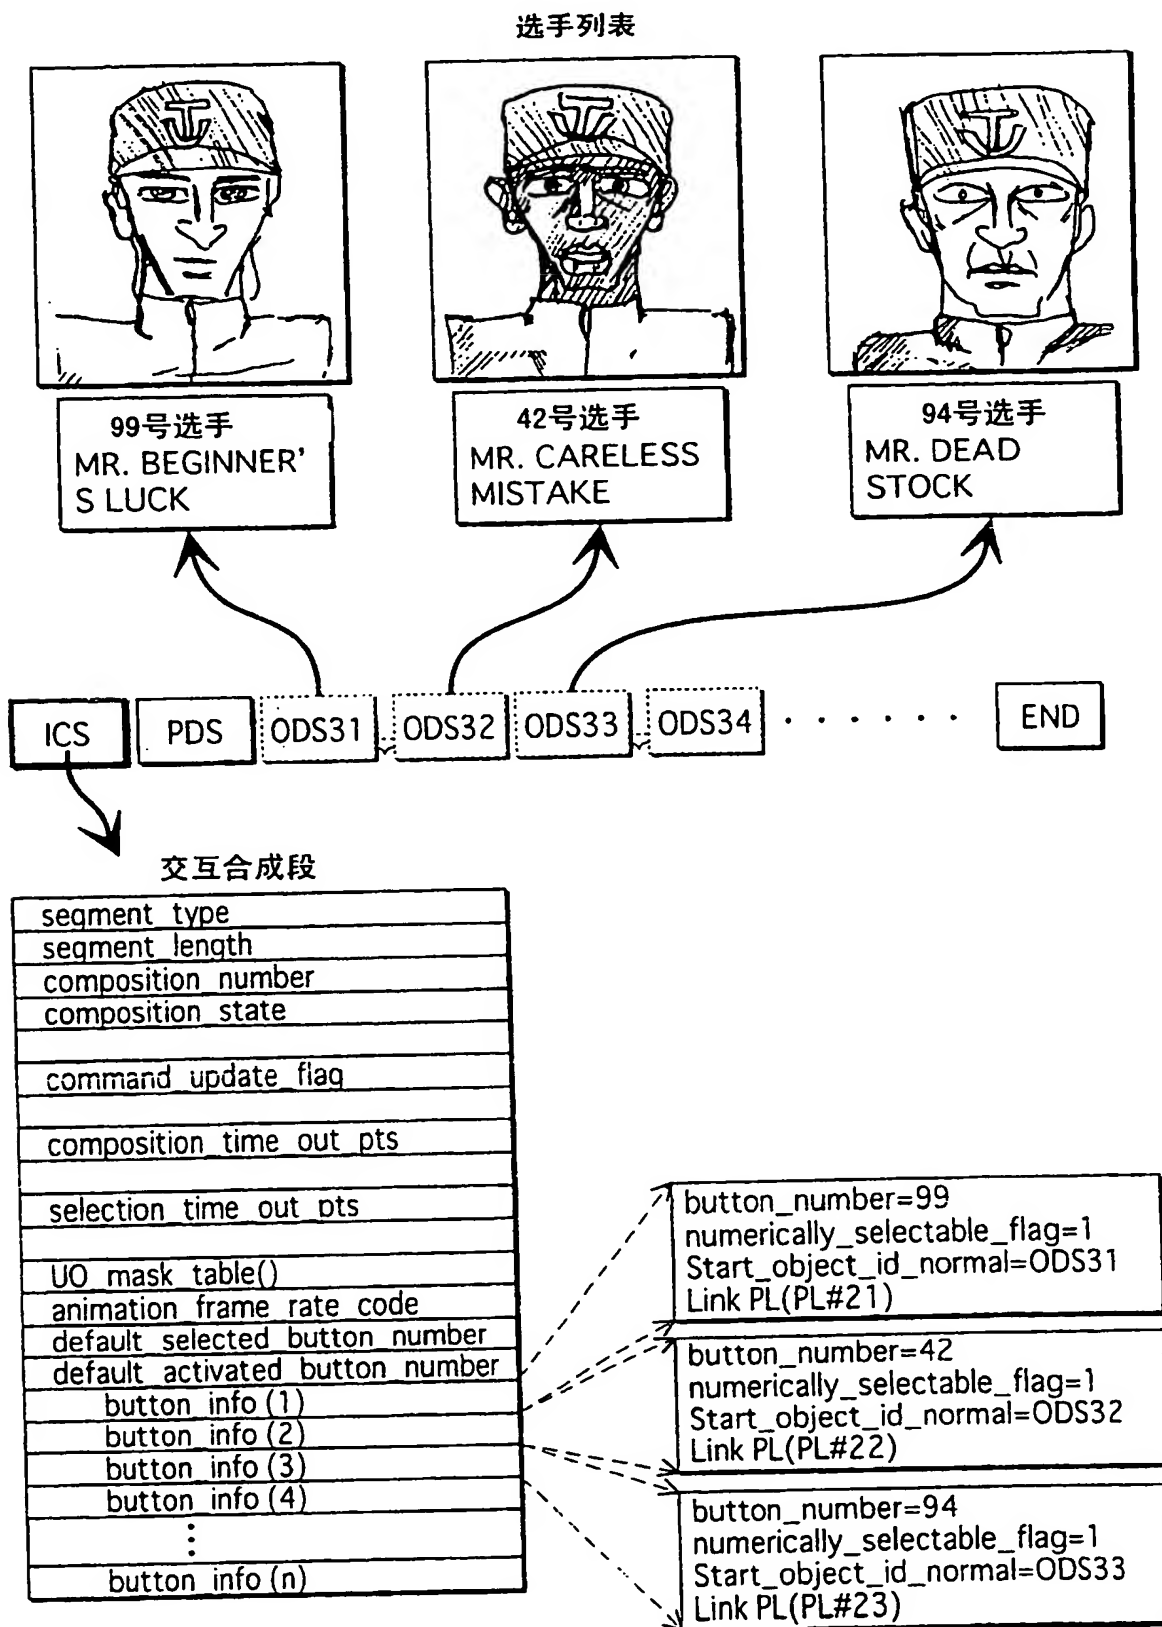 选手列表
99号选手
MR. BEGINNER'
S LUCK
42号选手
MR. CARELESS
MISTAKE
94号选手
MR. DEAD
STOCK
ICS
PDS
ODS31
ODS32
ODS33
ODS34
· · · · · ·
END
交互合成段
segment_type
segment_length
composition_number
composition_state
command_update_flag
composition_time_out_pts
selection_time_out_pts
UO_mask_table()
animation_frame_rate_code
default_selected_button_number
default_activated_button_number
button_info(1)
button_info(2)
button_info(3)
button_info(4)
⋮
button_info(n)
button_number=99
numerically_selectable_flag=1
Start_object_id_normal=ODS31
Link PL(PL#21)
button_number=42
numerically_selectable_flag=1
Start_object_id_normal=ODS32
Link PL(PL#22)
button_number=94
numerically_selectable_flag=1
Start_object_id_normal=ODS33
Link PL(PL#23)